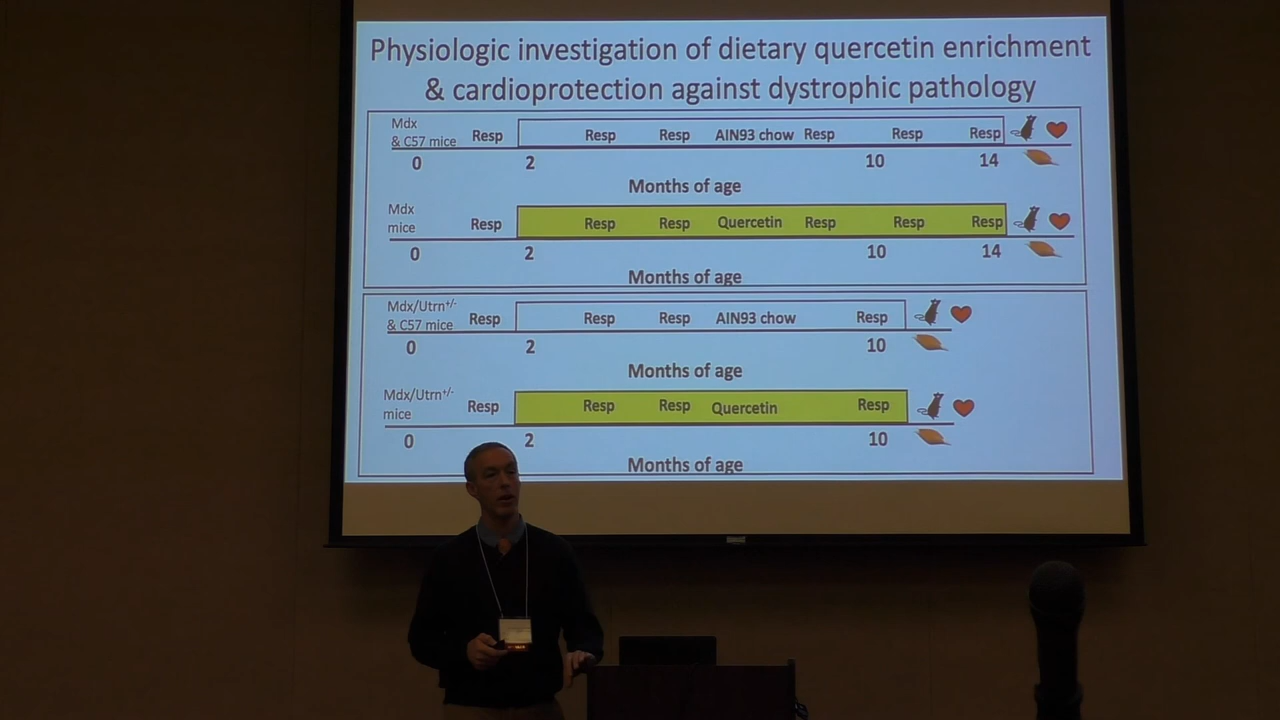 Physiologic investigation of dietary quercetin enrichment
& cardioprotection against dystrophic pathology
Mdx
& C57 mice Resp Resp Resp AIN93 chow Resp Resp Resp
0 2 10 14
Months of age
Mdx
mice Resp Resp Resp Quercetin Resp Resp Resp
0 2 10 14
Months of age
Mdx/Utrn+/-
& C57 mice Resp Resp Resp AIN93 chow Resp
0 2 10
Months of age
Mdx/Utrn+/-
mice Resp Resp Resp Quercetin Resp
0 2 10
Months of age